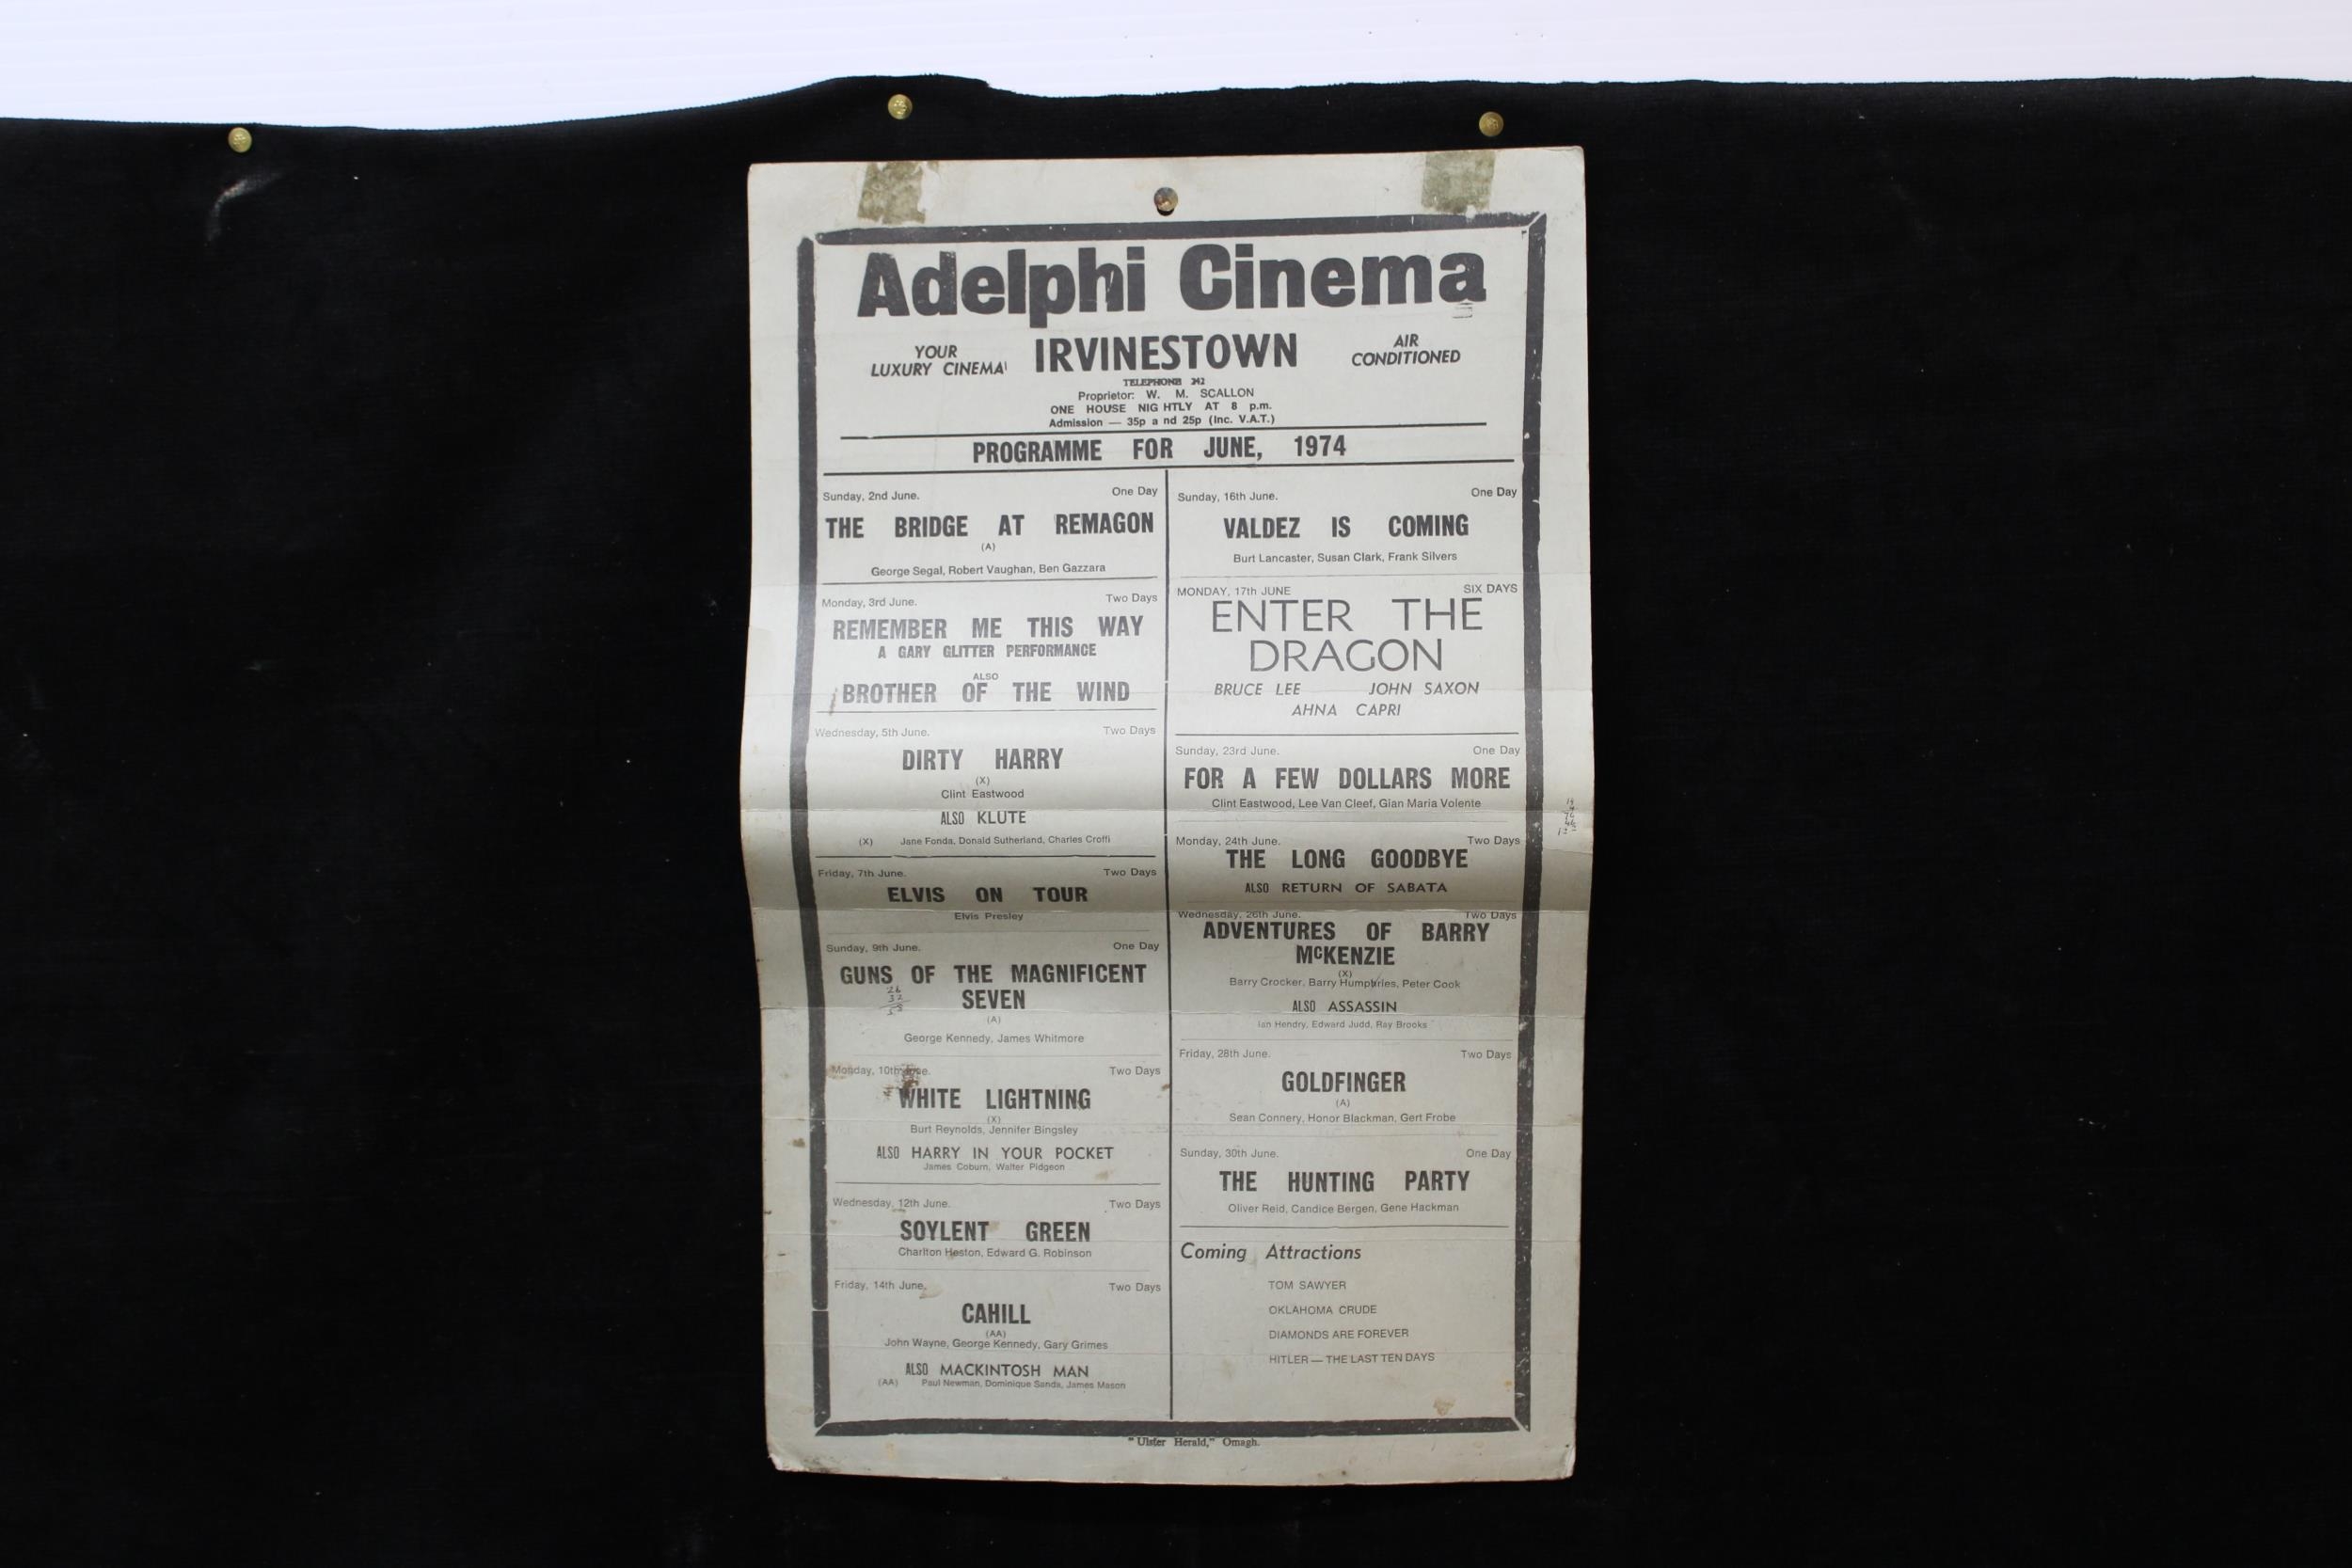 Adelphi Cinema
YOUR
LUXURY CINEMA
IRVINESTOWN
AIR
CONDITIONED
TELEPHONE 242
Proprietor: W. M. SCALLON
ONE HOUSE NIG HTLY AT 8 p.m.
Admission — 35p a nd 25p (Inc. V.A.T.)
PROGRAMME FOR JUNE, 1974
Sunday, 2nd June. One Day
THE BRIDGE AT REMAGON
(A)
George Segal, Robert Vaughan, Ben Gazzara
Monday, 3rd June. Two Days
REMEMBER ME THIS WAY
A GARY GLITTER PERFORMANCE
ALSO
BROTHER OF THE WIND
Wednesday, 5th June. Two Days
DIRTY HARRY
(X)
Clint Eastwood
ALSO KLUTE
(X) Jane Fonda, Donald Sutherland, Charles Croffi
Friday, 7th June. Two Days
ELVIS ON TOUR
Elvis Presley
Sunday, 9th June. One Day
GUNS OF THE MAGNIFICENT
SEVEN
26
32
(A)
George Kennedy, James Whitmore
Monday, 10th June. Two Days
WHITE LIGHTNING
(X)
Burt Reynolds, Jennifer Bingsley
ALSO HARRY IN YOUR POCKET
James Coburn, Walter Pidgeon
Wednesday, 12th June. Two Days
SOYLENT GREEN
Charlton Heston, Edward G. Robinson
Friday, 14th June. Two Days
CAHILL
(AA)
John Wayne, George Kennedy, Gary Grimes
ALSO MACKINTOSH MAN
(AA) Paul Newman, Dominique Sanda, James Mason
Sunday, 16th June. One Day
VALDEZ IS COMING
Burt Lancaster, Susan Clark, Frank Silvers
MONDAY, 17th JUNE SIX DAYS
ENTER THE
DRAGON
BRUCE LEE JOHN SAXON
AHNA CAPRI
Sunday, 23rd June. One Day
FOR A FEW DOLLARS MORE
Clint Eastwood, Lee Van Cleef, Gian Maria Volente
Monday, 24th June. Two Days
THE LONG GOODBYE
ALSO RETURN OF SABATA
Wednesday, 26th June. Two Days
ADVENTURES OF BARRY
McKENZIE
(X)
Barry Crocker, Barry Humphries, Peter Cook
ALSO ASSASSIN
Ian Hendry, Edward Judd, Ray Brooks
Friday, 28th June. Two Days
GOLDFINGER
(A)
Sean Connery, Honor Blackman, Gert Frobe
Sunday, 30th June. One Day
THE HUNTING PARTY
Oliver Reid, Candice Bergen, Gene Hackman
Coming Attractions
TOM SAWYER
OKLAHOMA CRUDE
DIAMONDS ARE FOREVER
HITLER — THE LAST TEN DAYS
"Ulster Herald," Omagh.